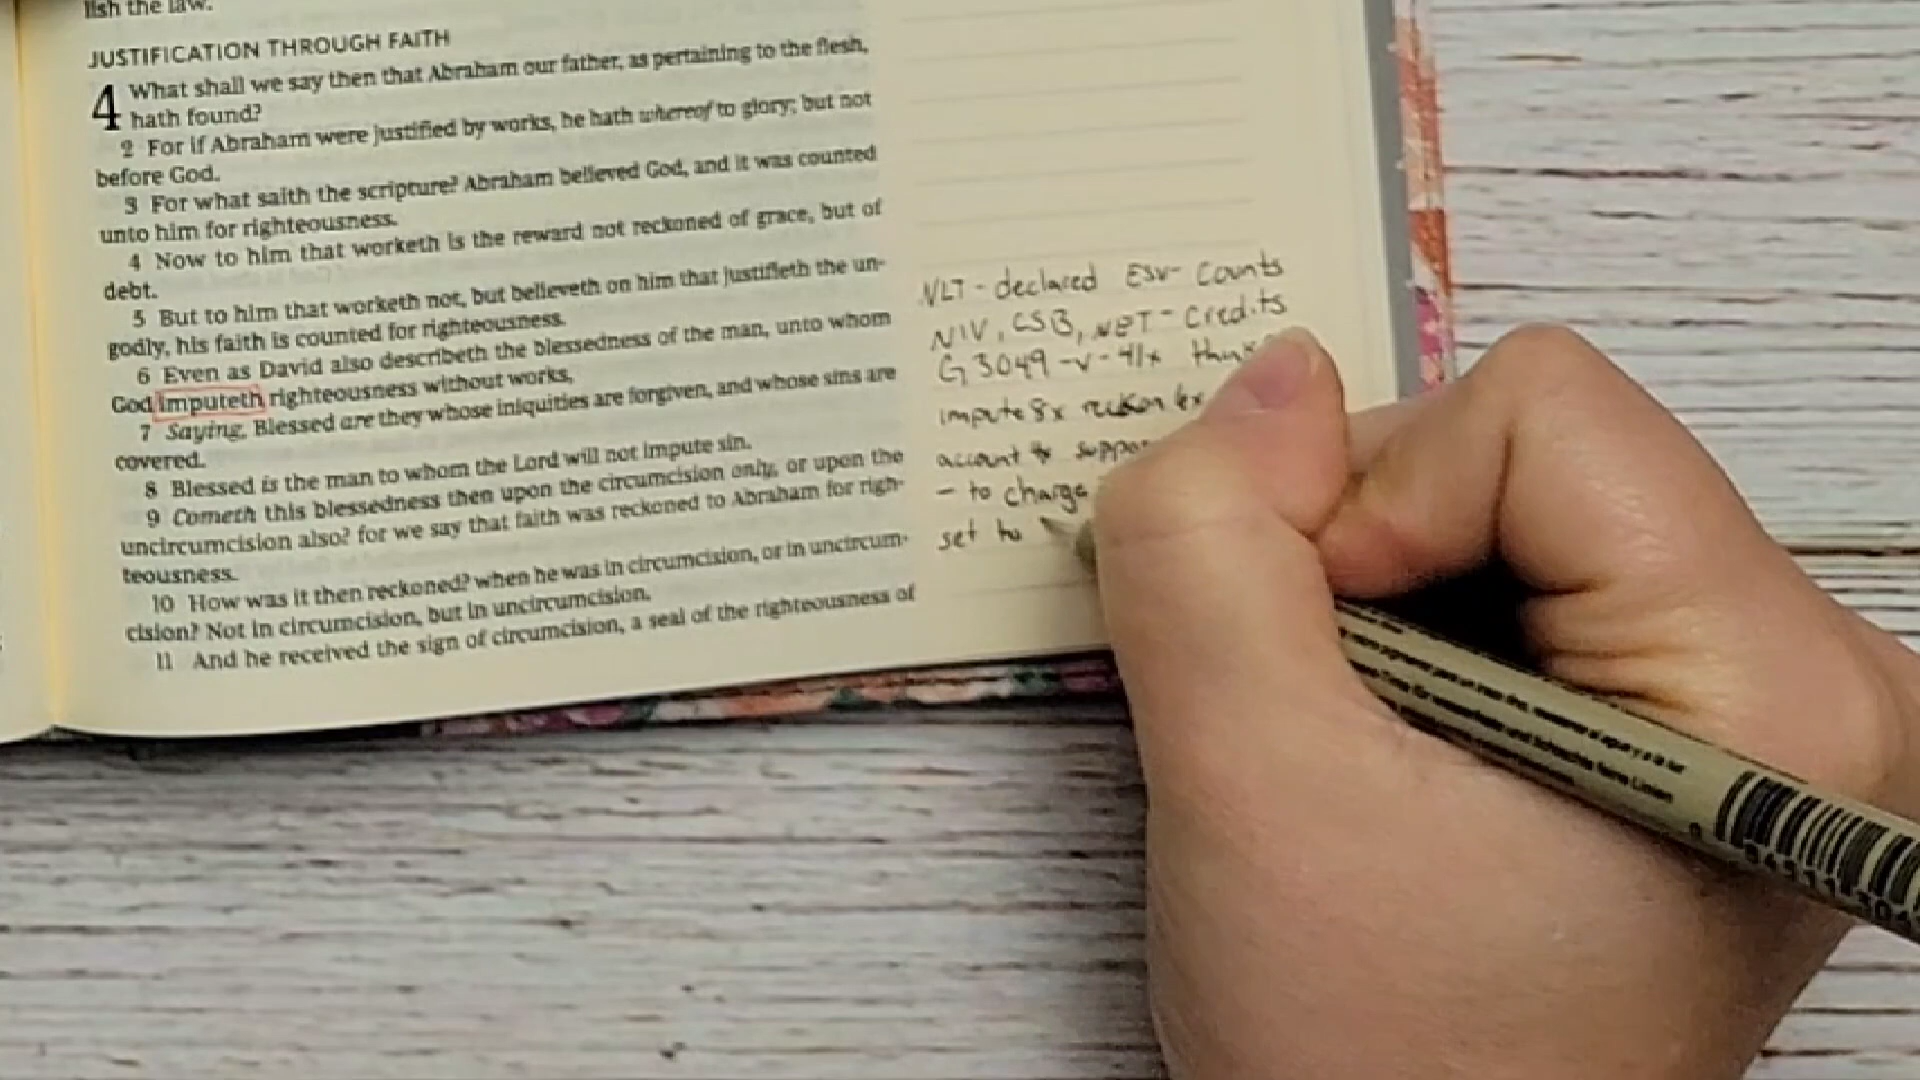 lish the law.
JUSTIFICATION THROUGH FAITH
4 What shall we say then that Abraham our father, as pertaining to the flesh,
hath found?
2 For if Abraham were justified by works, he hath whereof to glory; but not
before God.
3 For what saith the scripture? Abraham believed God, and it was counted
unto him for righteousness.
4 Now to him that worketh is the reward not reckoned of grace, but of
debt.
5 But to him that worketh not, but believeth on him that justifieth the un-
godly, his faith is counted for righteousness.
6 Even as David also describeth the blessedness of the man, unto whom
God imputeth righteousness without works,
7 Saying, Blessed are they whose iniquities are forgiven, and whose sins are
covered.
8 Blessed is the man to whom the Lord will not impute sin.
9 Cometh this blessedness then upon the circumcision only, or upon the
uncircumcision also? for we say that faith was reckoned to Abraham for righ-
teousness.
10 How was it then reckoned? when he was in circumcision, or in uncircum-
cision? Not in circumcision, but in uncircumcision.
11 And he received the sign of circumcision, a seal of the righteousness of
NLT - declared ESV - counts
NIV, CSB, NET - credits
G3049 - v - 41x think
impute 8x reckon 6x
account to suppo
- to charge
set to